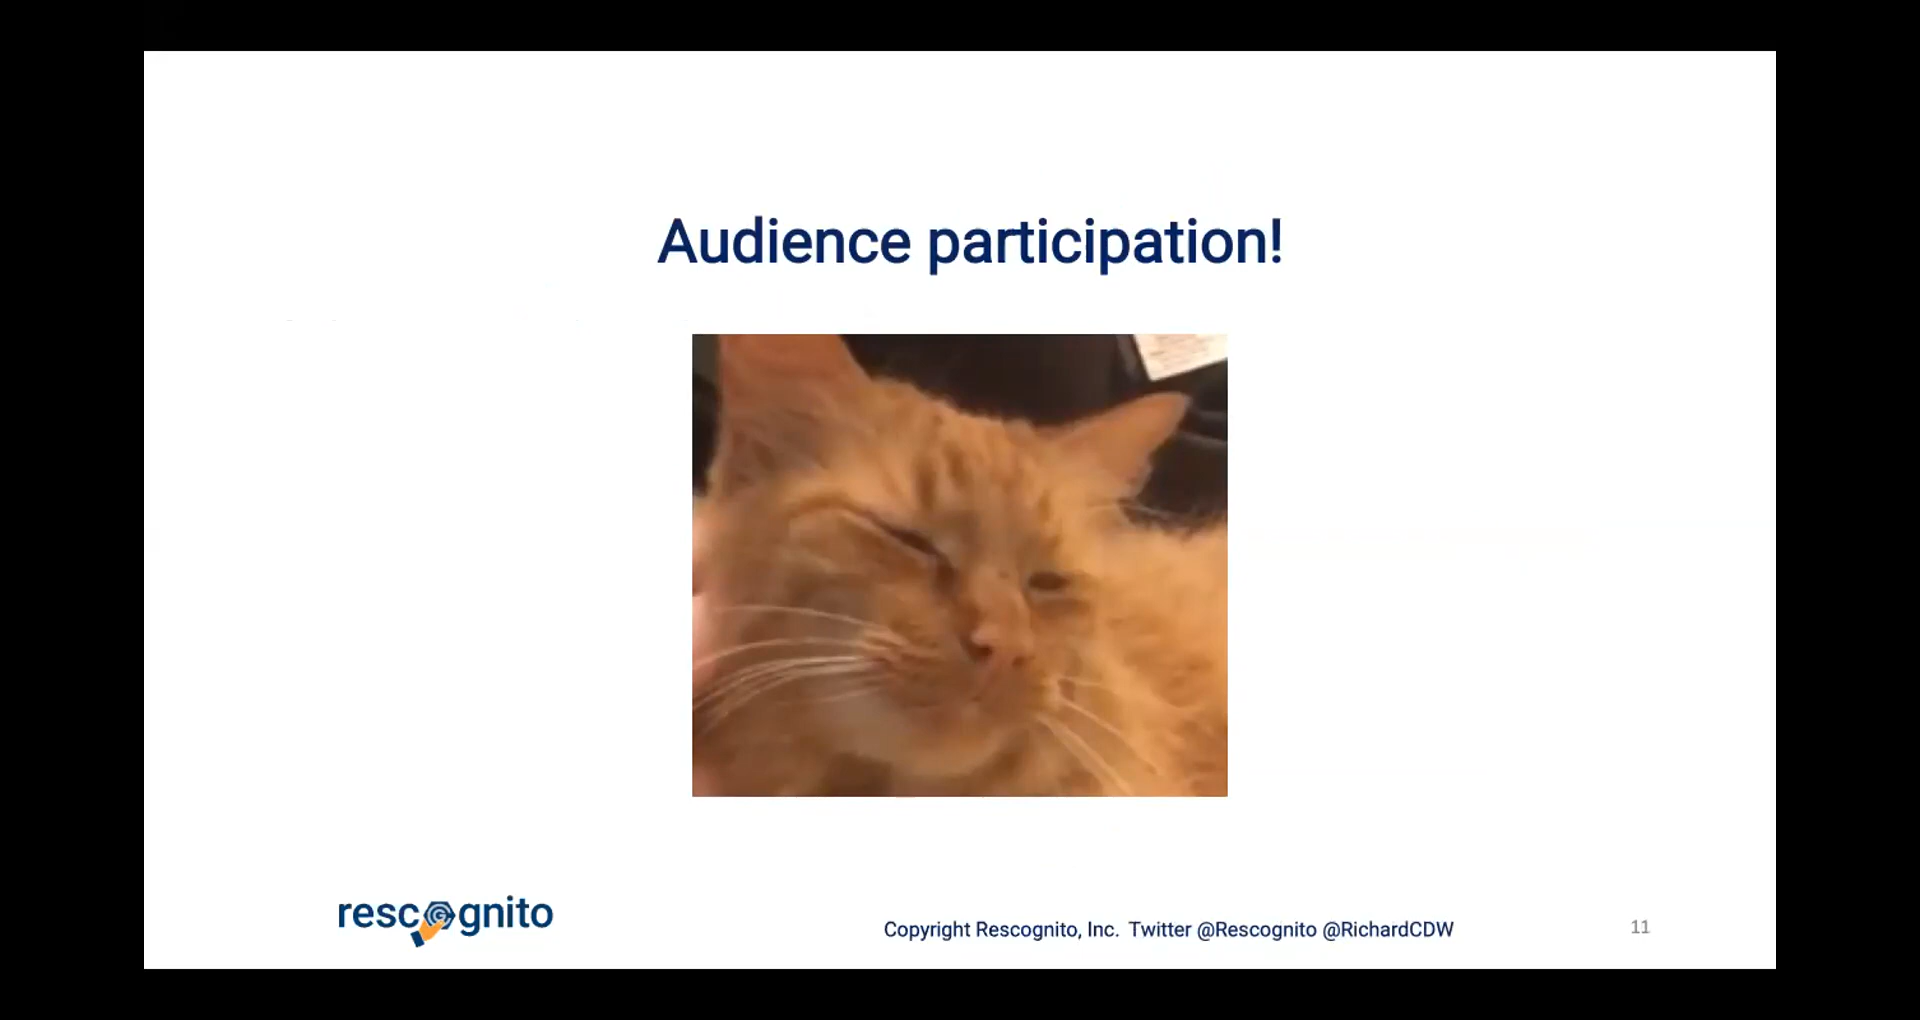 Audience participation!
rescognito
Copyright Rescognito, Inc. Twitter @Rescognito @RichardCDW
11